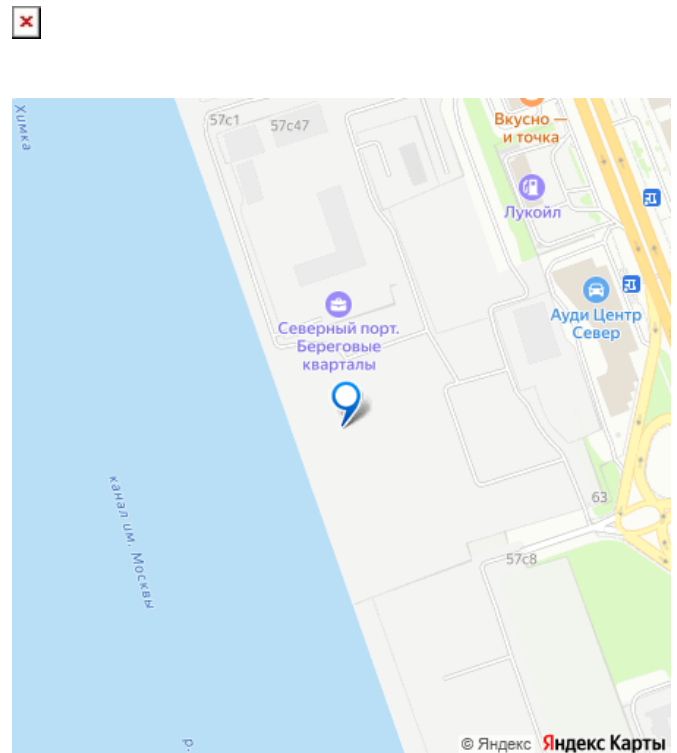 Химка
57с1
57с47
Вкусно —
и точка
Лукойл
Ауди Центр
Север
Северный порт.
Береговые
кварталы
канал им. Москвы
63
57с8
р.
© Яндекс Яндекс Карты